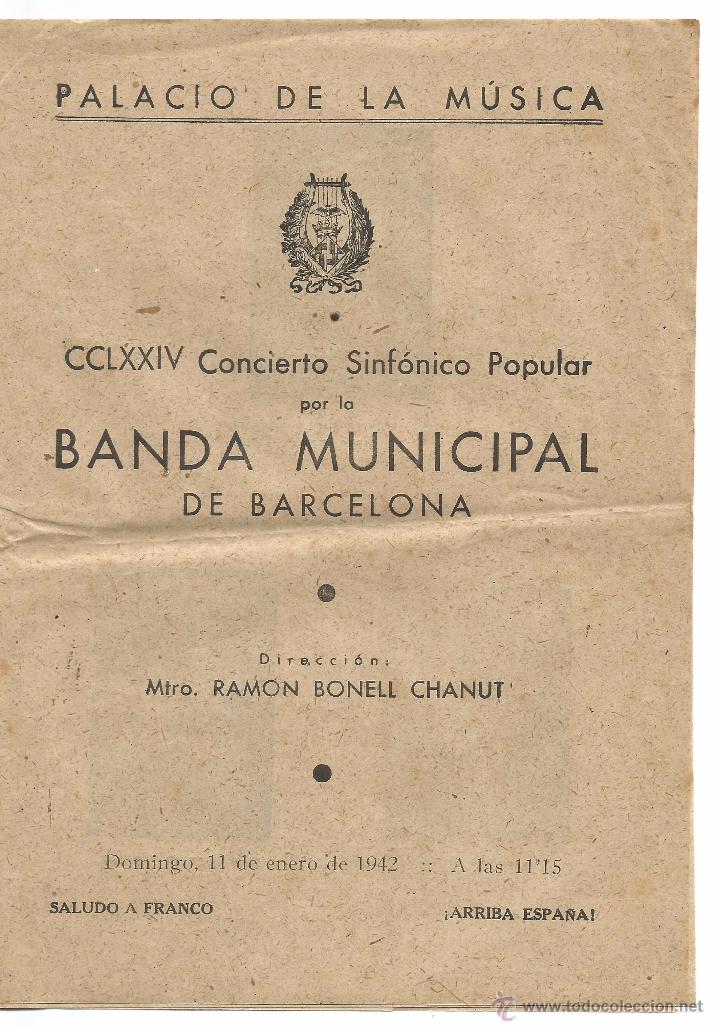 PALACIO DE LA MÚSICA
CCLXXIV Concierto Sinfónico Popular
por la
BANDA MUNICIPAL
DE BARCELONA
Dirección:
Mtro. RAMON BONELL CHANUT
Domingo, 11 de enero de 1942 :: A las 11'15
SALUDO A FRANCO ¡ARRIBA ESPAÑA!
www.todocoleccion.net